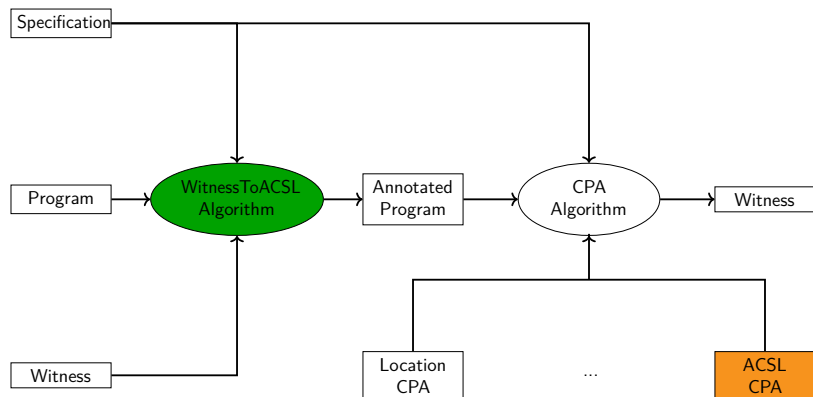 Specification
Program
WitnessToACSL
Algorithm
Annotated
Program
CPA
Algorithm
Witness
Witness
Location
CPA
...
ACSL
CPA